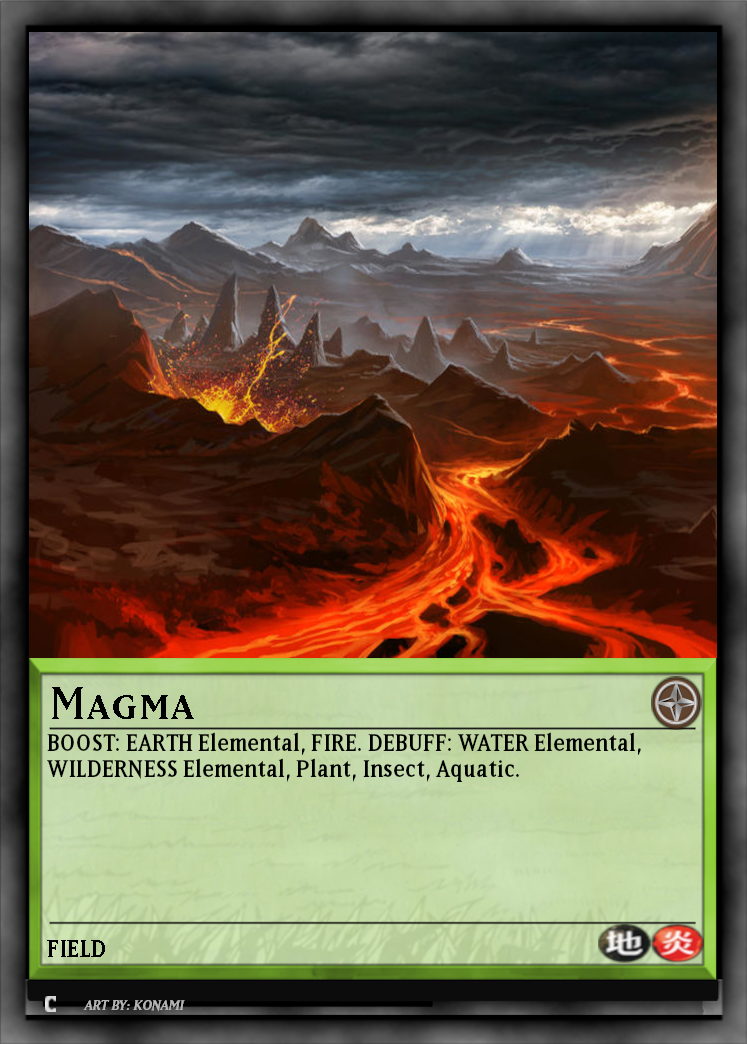 Magma
BOOST: EARTH Elemental, FIRE. DEBUFF: WATER Elemental,
WILDERNESS Elemental, Plant, Insect, Aquatic.
FIELD
地 炎
C ART BY: KONAMI